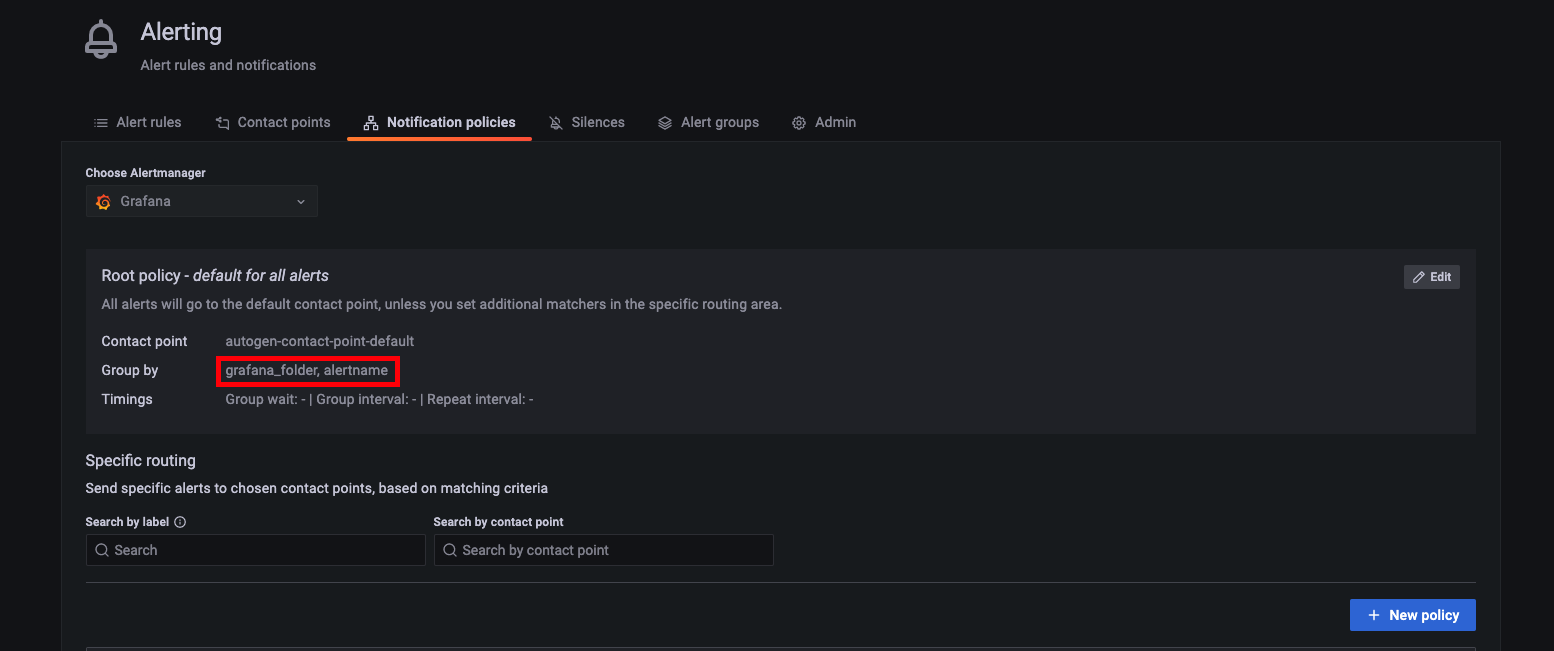 Alerting
Alert rules and notifications
Alert rules Contact points Notification policies Silences Alert groups Admin
Choose Alertmanager
Grafana
Root policy - default for all alerts
Edit
All alerts will go to the default contact point, unless you set additional matchers in the specific routing area.
Contact point autogen-contact-point-default
Group by grafana_folder, alertname
Timings Group wait: - | Group interval: - | Repeat interval: -
Specific routing
Send specific alerts to chosen contact points, based on matching criteria
Search by label Search by contact point
Search Search by contact point
+ New policy